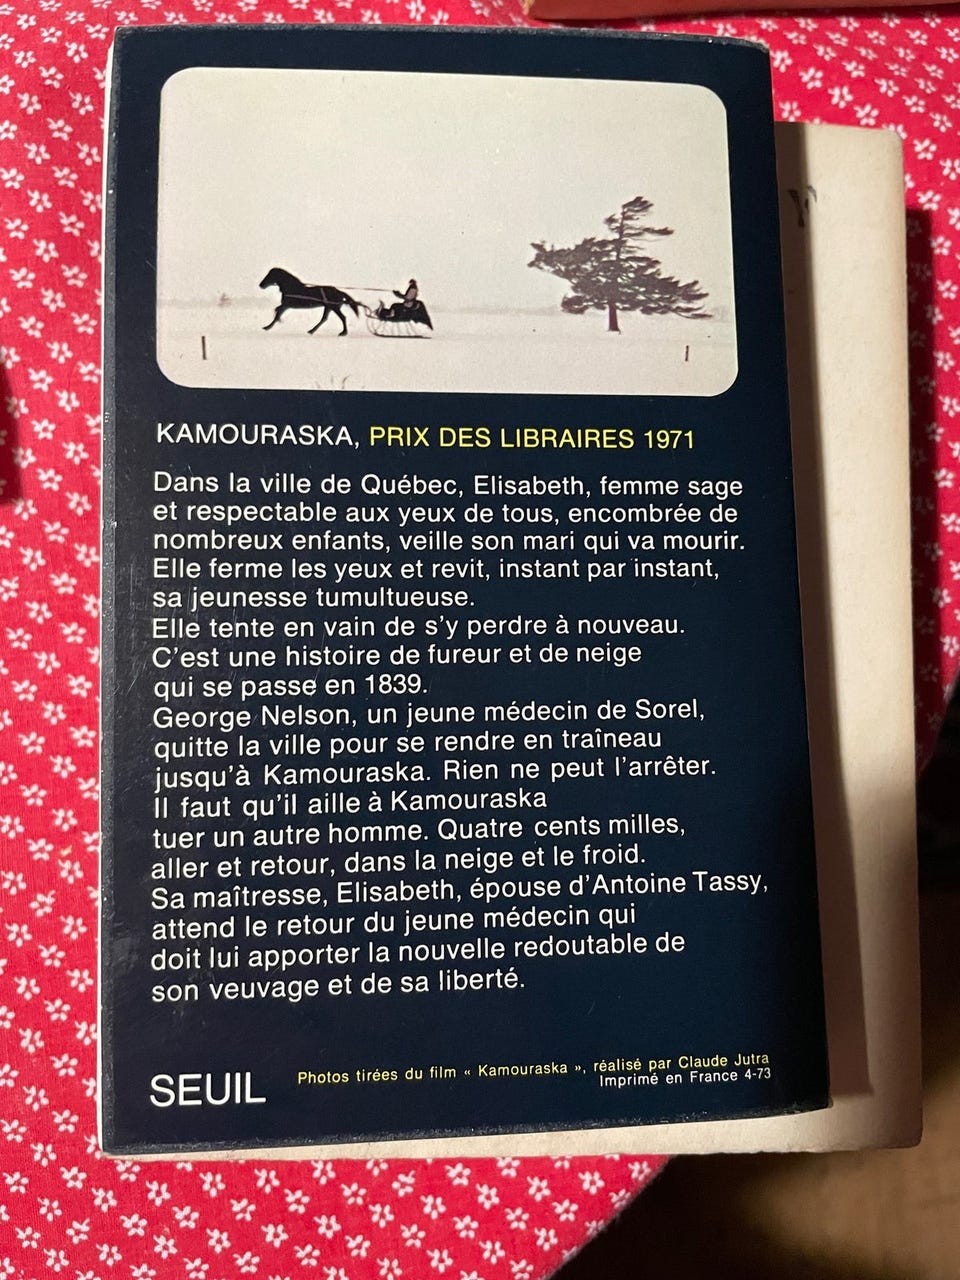 KAMOURASKA, PRIX DES LIBRAIRES 1971
Dans la ville de Québec, Elisabeth, femme sage
et respectable aux yeux de tous, encombrée de
nombreux enfants, veille son mari qui va mourir.
Elle ferme les yeux et revit, instant par instant,
sa jeunesse tumultueuse.
Elle tente en vain de s'y perdre à nouveau.
C'est une histoire de fureur et de neige
qui se passe en 1839.
George Nelson, un jeune médecin de Sorel,
quitte la ville pour se rendre en traîneau
jusqu'à Kamouraska. Rien ne peut l'arrêter.
Il faut qu'il aille à Kamouraska
tuer un autre homme. Quatre cents milles,
aller et retour, dans la neige et le froid.
Sa maîtresse, Elisabeth, épouse d'Antoine Tassy,
attend le retour du jeune médecin qui
doit lui apporter la nouvelle redoutable de
son veuvage et de sa liberté.
SEUIL
Photos tirées du film « Kamouraska », réalisé par Claude Jutra
Imprimé en France 4-73